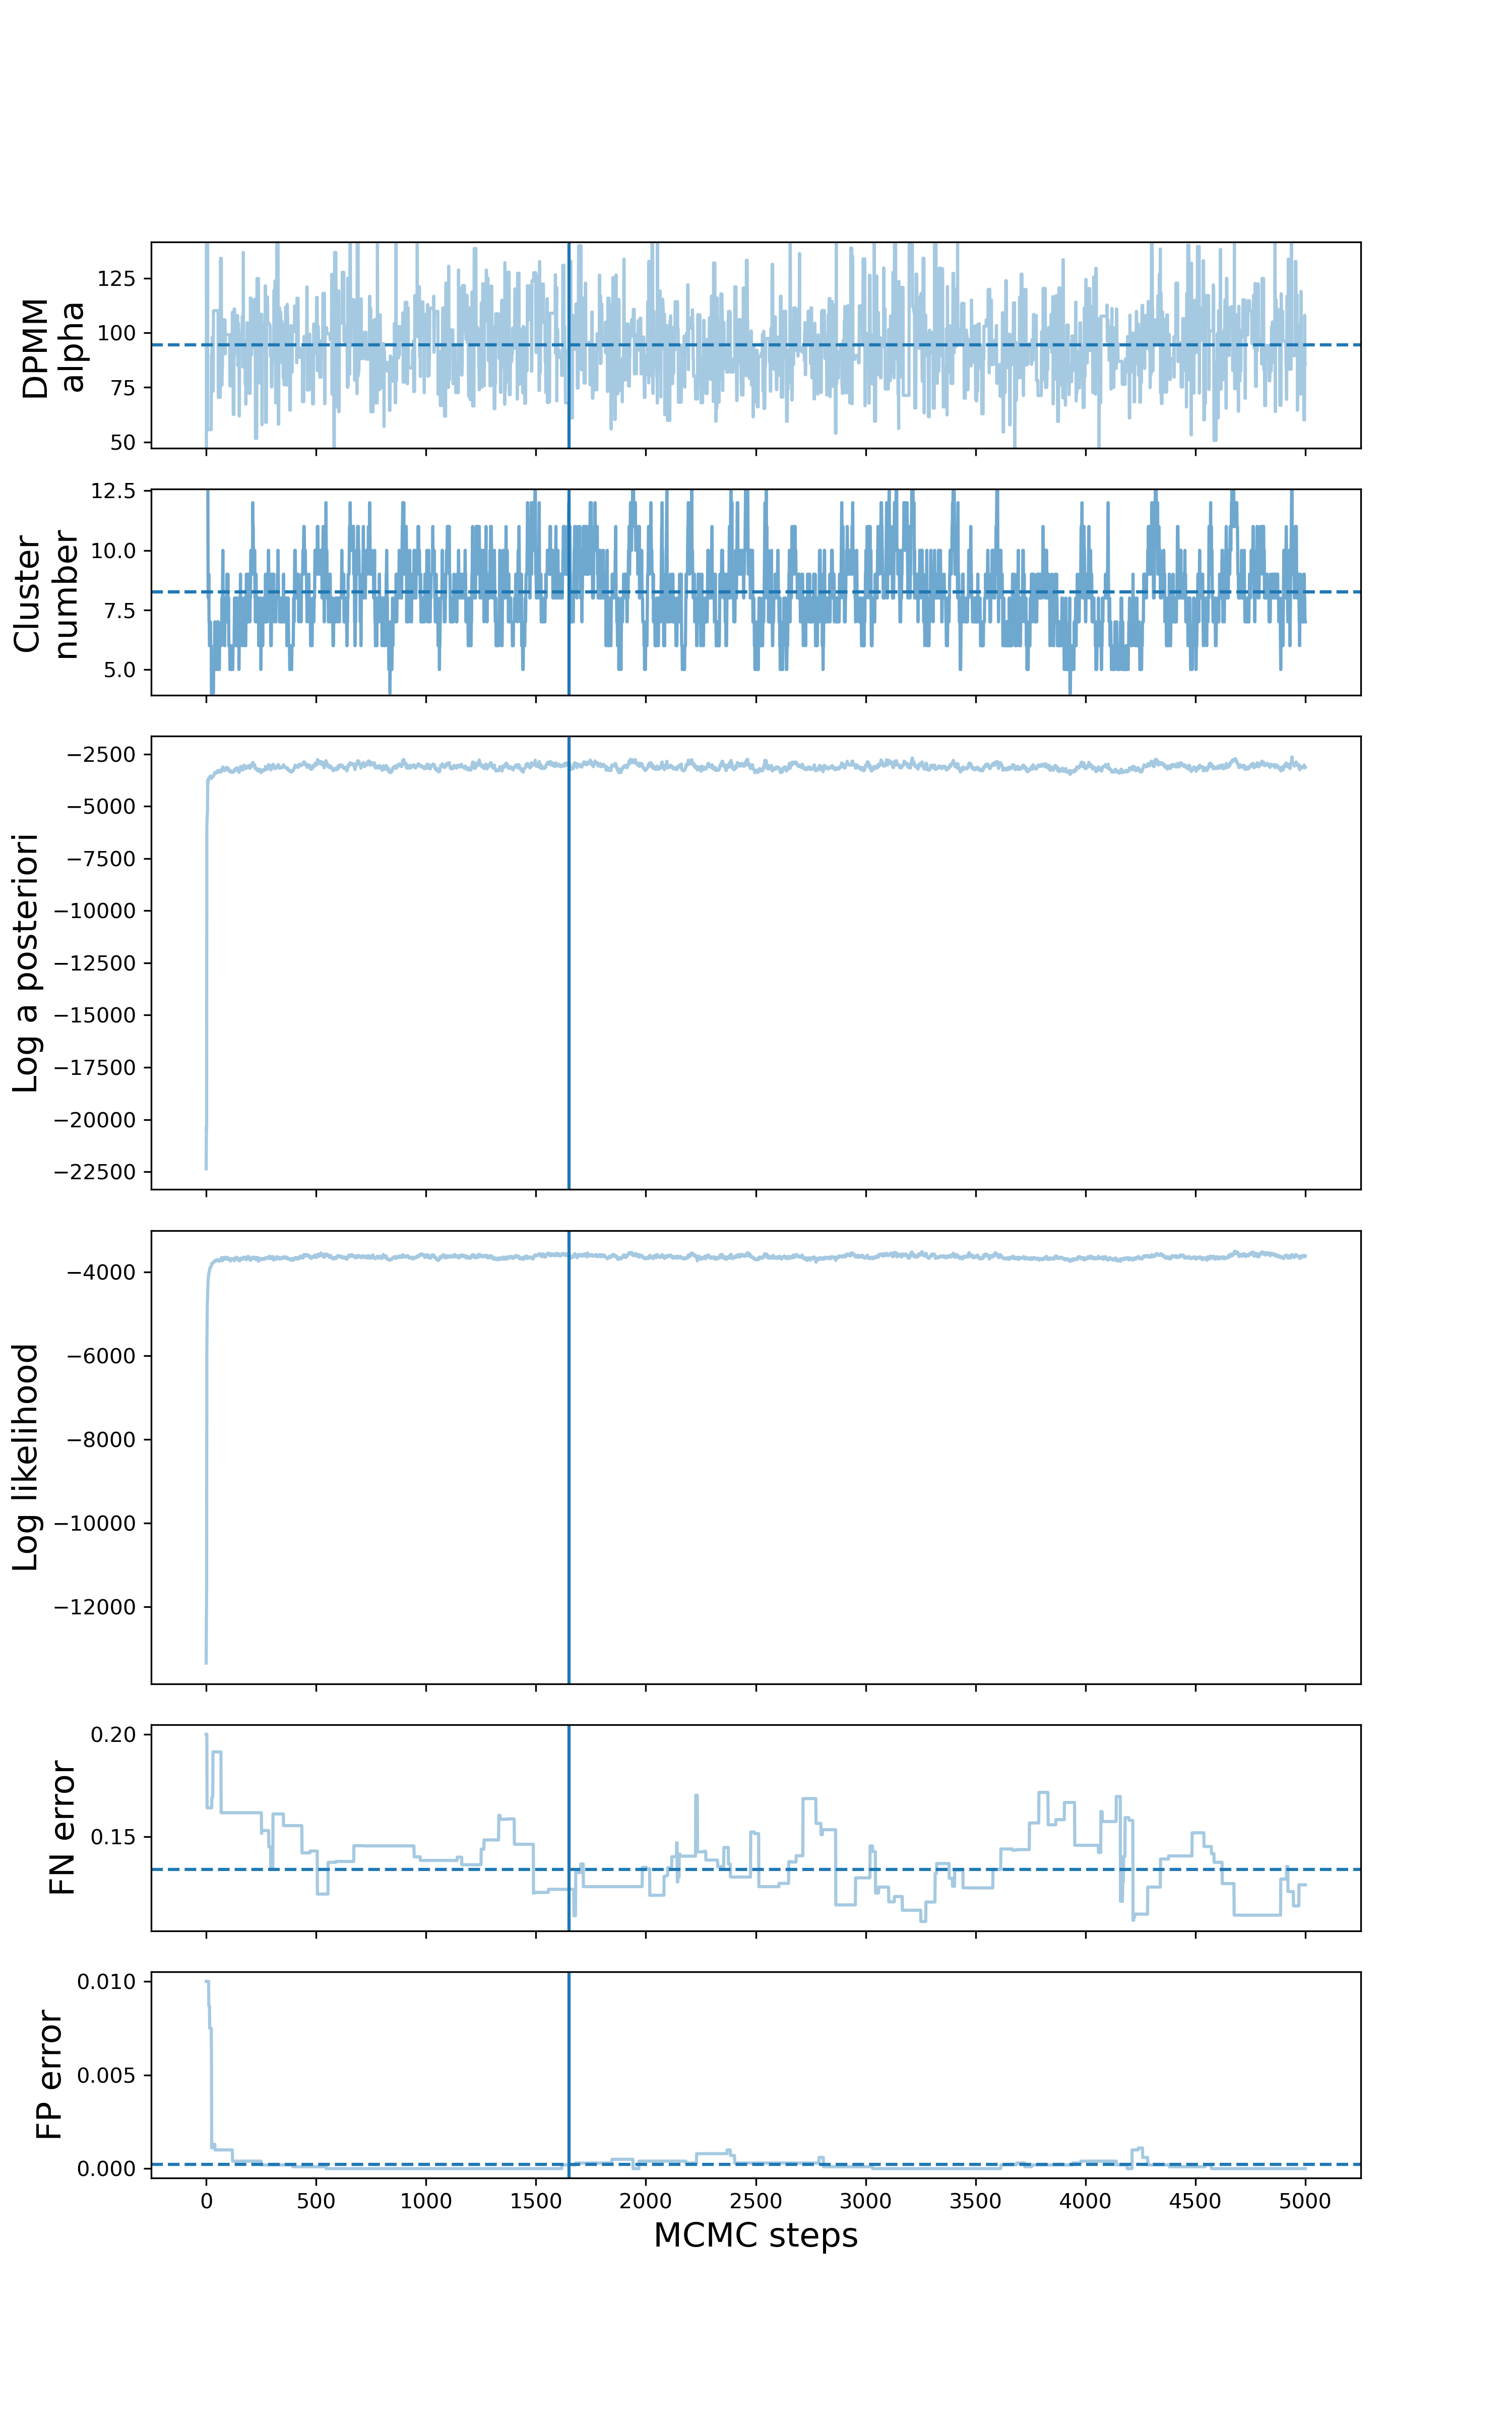 DPMM
alpha
125
100
75
50
Cluster
number
12.5
10.0
7.5
5.0
Log a posteriori
−2500
−5000
−7500
−10000
−12500
−15000
−17500
−20000
−22500
Log likelihood
−4000
−6000
−8000
−10000
−12000
FN error
0.20
0.15
FP error
0.010
0.005
0.000
0 500 1000 1500 2000 2500 3000 3500 4000 4500 5000
MCMC steps